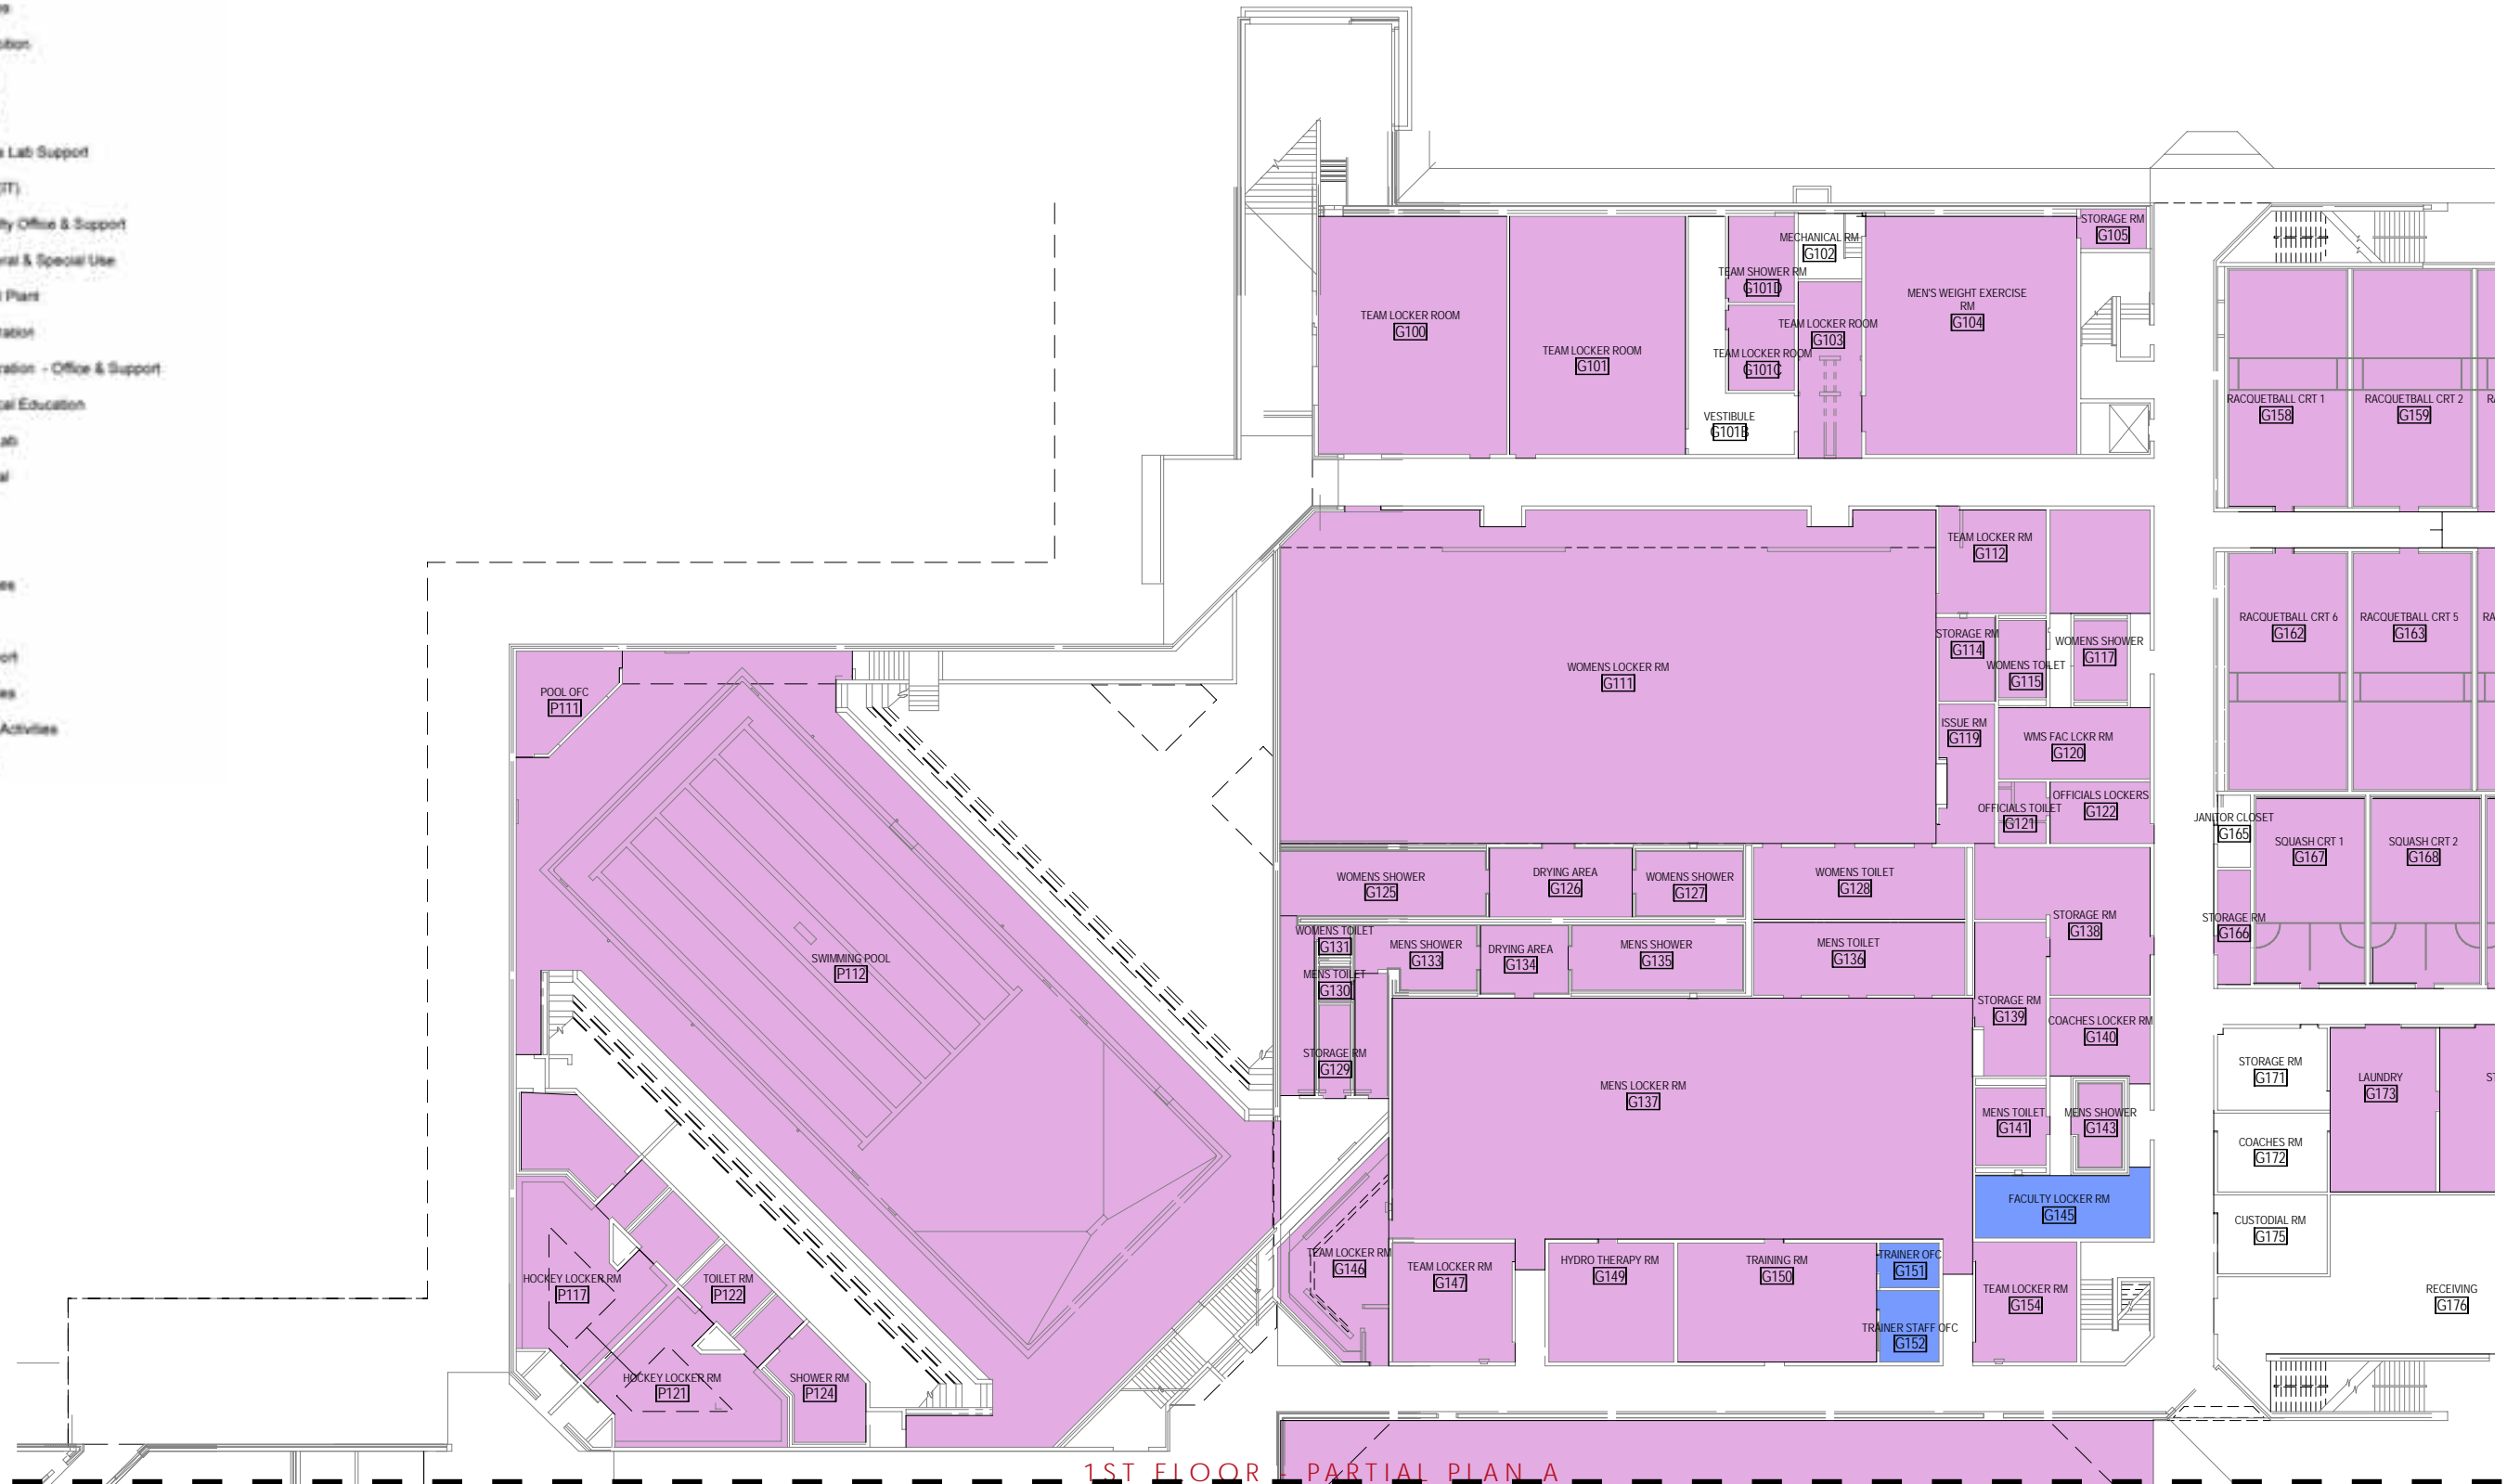 Lab Support
(IT)
Office & Support
& Special Use
Plant
- Office & Support
Education
Activities
STORAGE RM
G105
MECHANICAL RM
G102
TEAM SHOWER RM
G101D
MEN'S WEIGHT EXERCISE
RM
G104
TEAM LOCKER ROOM
G100
TEAM LOCKER ROOM
G103
TEAM LOCKER ROOM
G101
TEAM LOCKER ROOM
G101C
VESTIBULE
G101B
RACQUETBALL CRT 1
G158
RACQUETBALL CRT 2
G159
TEAM LOCKER RM
G112
RACQUETBALL CRT 6
G162
RACQUETBALL CRT 5
G163
RA
STORAGE RM
G114
WOMENS SHOWER
G117
WOMENS TOILET
G115
WOMENS LOCKER RM
G111
POOL OFC
P111
ISSUE RM
G119
WMS FAC LCKR RM
G120
OFFICIALS LOCKERS
G122
OFFICIALS TOILET
G121
JANITOR CLOSET
G165
SQUASH CRT 1
G167
SQUASH CRT 2
G168
WOMENS SHOWER
G125
DRYING AREA
G126
WOMENS SHOWER
G127
WOMENS TOILET
G128
STORAGE RM
G138
STORAGE RM
G166
WOMENS TOILET
G131
MENS SHOWER
G133
DRYING AREA
G134
MENS SHOWER
G135
MENS TOILET
G136
SWIMMING POOL
P112
MENS TOILET
G130
STORAGE RM
G139
COACHES LOCKER RM
G140
STORAGE RM
G129
STORAGE RM
G171
LAUNDRY
G173
ST
MENS LOCKER RM
G137
MENS TOILET
G141
MENS SHOWER
G143
COACHES RM
G172
FACULTY LOCKER RM
G145
CUSTODIAL RM
G175
TEAM LOCKER RM
G146
TEAM LOCKER RM
G147
HYDRO THERAPY RM
G149
TRAINING RM
G150
TRAINER OFC
G151
TRAINER STAFF OFC
G152
TEAM LOCKER RM
G154
RECEIVING
G176
HOCKEY LOCKER RM
P117
TOILET RM
P122
HOCKEY LOCKER RM
P121
SHOWER RM
P124
1ST FLOOR - PARTIAL PLAN A